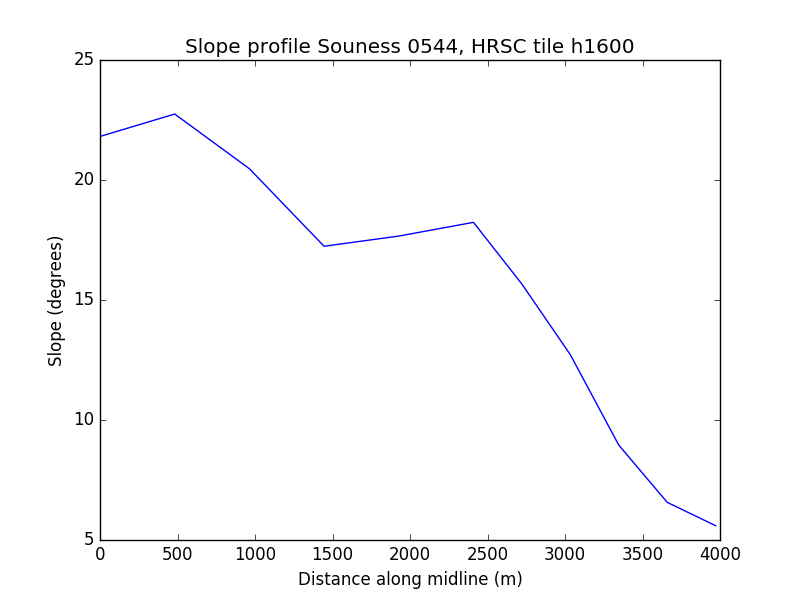 Slope profile Souness 0544, HRSC tile h1600
25
20
15
10
5
Slope (degrees)
0 500 1000 1500 2000 2500 3000 3500 4000
Distance along midline (m)